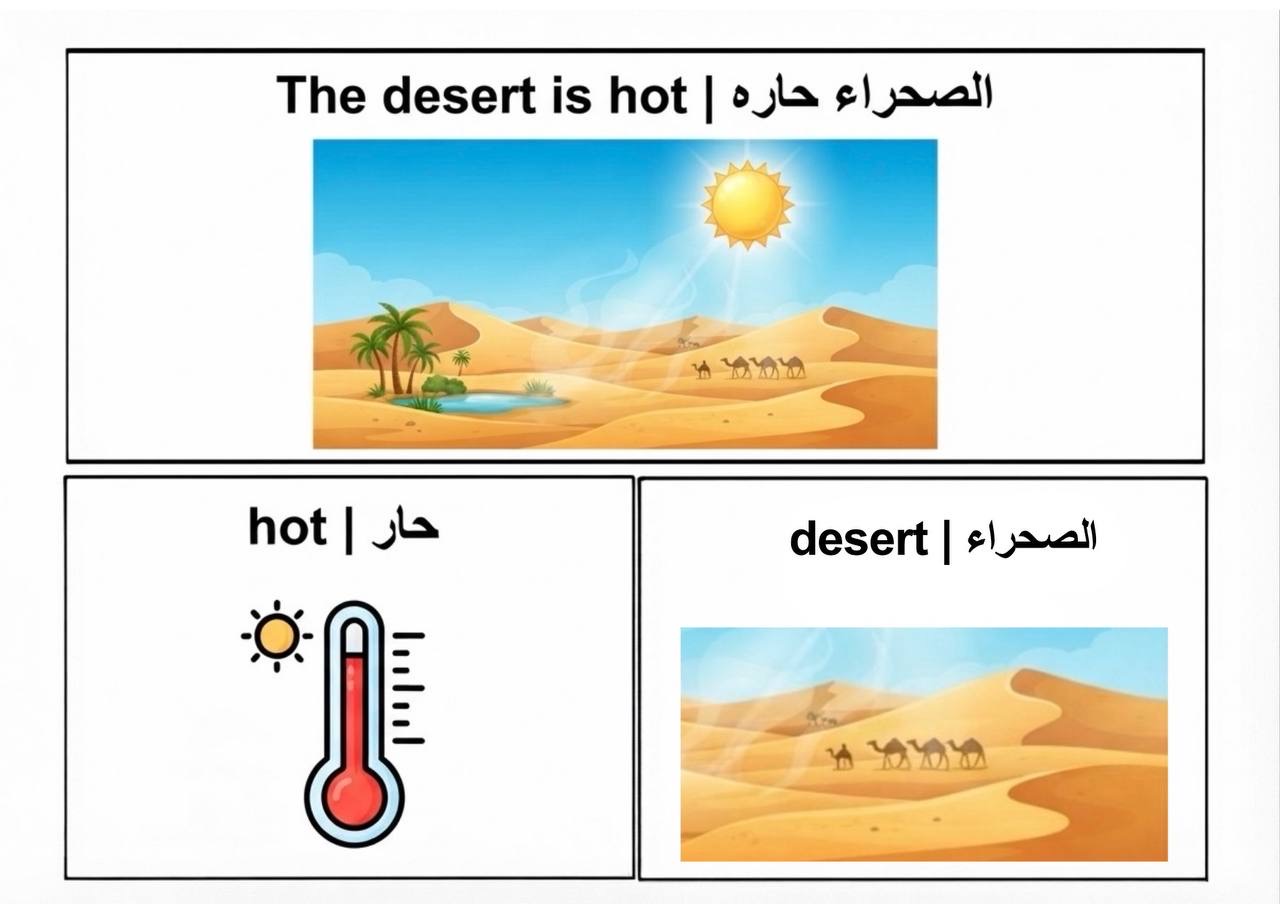 The desert is hot | الصحراء حاره
hot | حار
desert | الصحراء